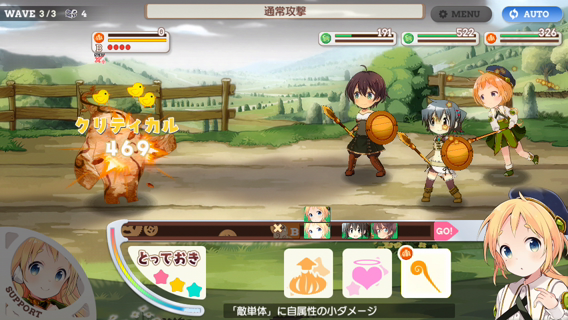 WAVE 3/3 4
通常攻撃
MENU
AUTO
0
191
522
326
クリティカル
469
B
GO!
とっておき
SUPPORT
「敵単体」に自属性の小ダメージ